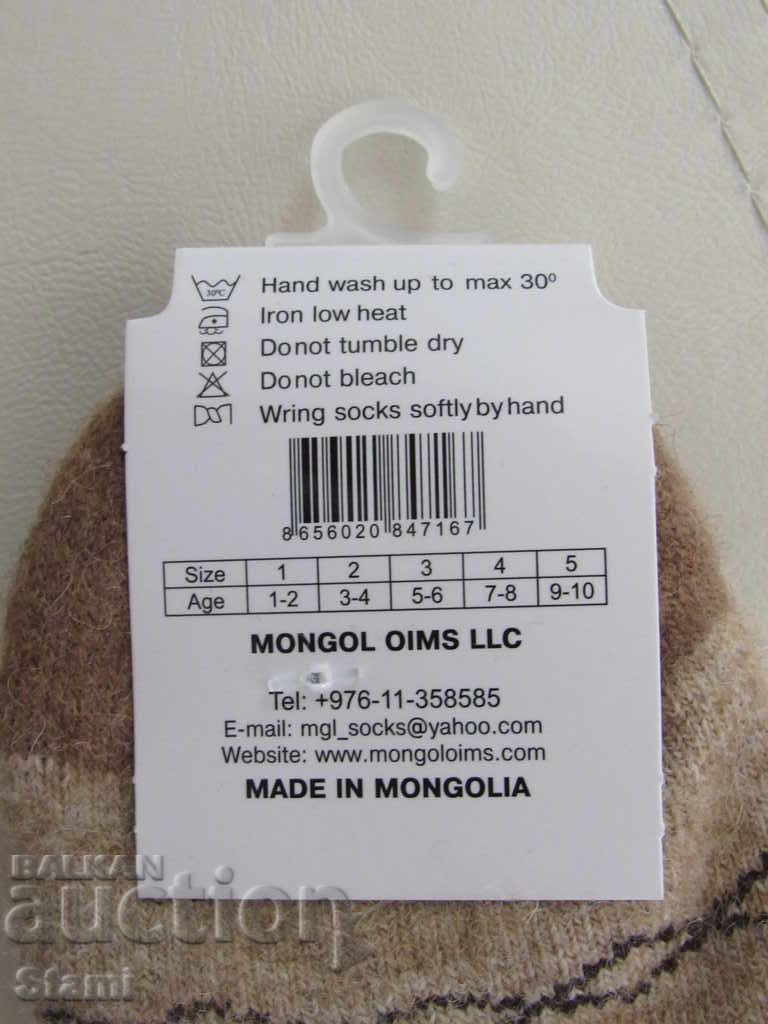 30°C Hand wash up to max 30º
Iron low heat
Do not tumble dry
Do not bleach
Wring socks softly by hand
8 656020 847167
Size 1 2 3 4 5
Age 1-2 3-4 5-6 7-8 9-10
MONGOL OIMS LLC
Tel: +976-11-358585
E-mail: mgl_socks@yahoo.com
Website: www.mongoloims.com
MADE IN MONGOLIA
BALKAN
auction
Stami